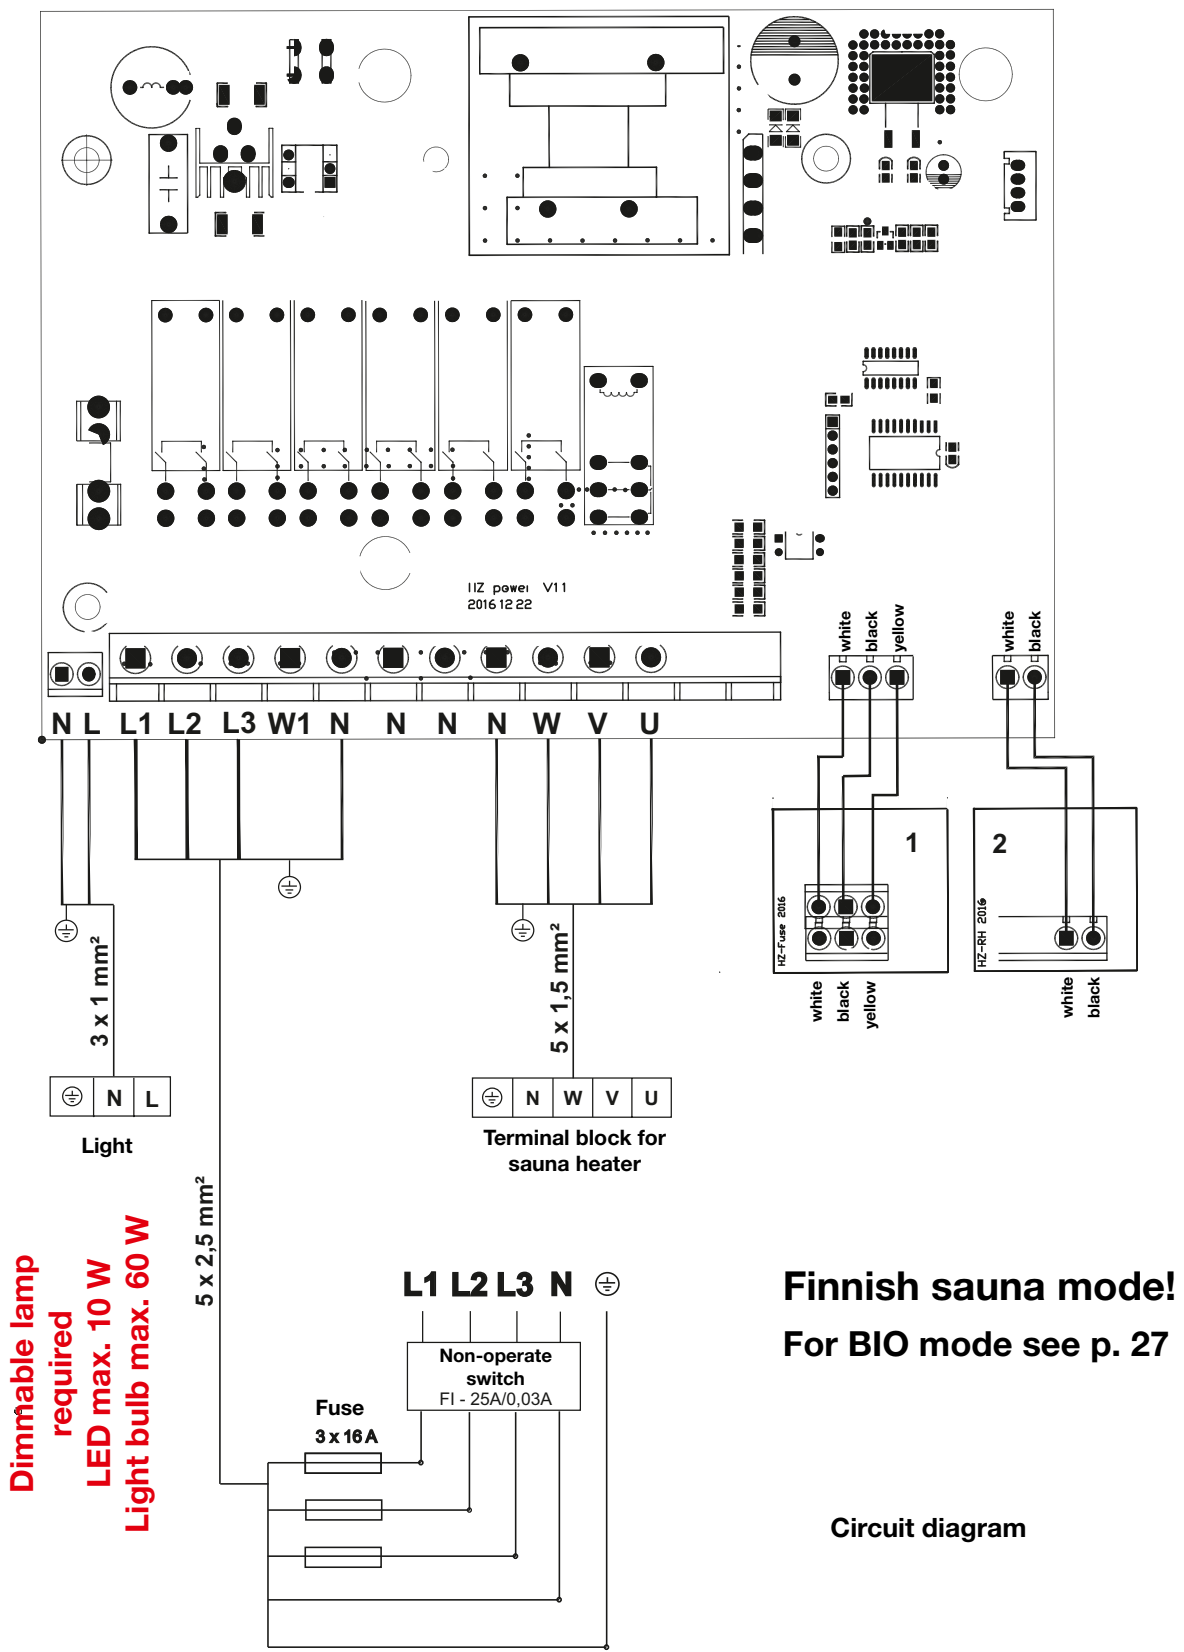 HZ power V11
2016 12 22
white
black
yellow
white
black
N L L1 L2 L3 W1 N N N N W V U
1
2
HZ-Fuse 2016
HZ-RH 2016
white
black
yellow
white
black
3 x 1 mm²
5 x 1,5 mm²
N L
Light
N W V U
Terminal block for
sauna heater
5 x 2,5 mm²
Dimmable lamp
required
LED max. 10 W
Light bulb max. 60 W
L1 L2 L3 N
Non-operate
switch
FI - 25A/0,03A
Fuse
3 x 16 A
Finnish sauna mode!
For BIO mode see p. 27
Circuit diagram